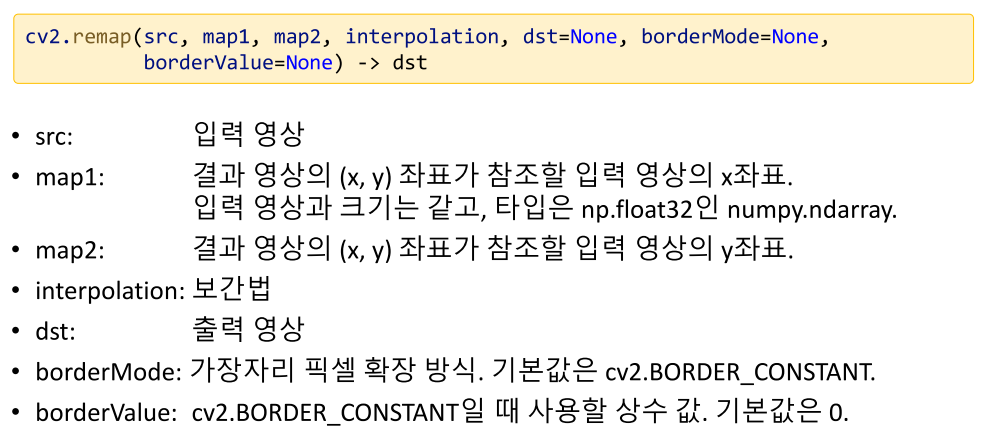 cv2.remap(src, map1, map2, interpolation, dst=None, borderMode=None,
borderValue=None) -> dst
• src: 입력 영상
• map1: 결과 영상의 (x, y) 좌표가 참조할 입력 영상의 x좌표.
입력 영상과 크기는 같고, 타입은 np.float32인 numpy.ndarray.
• map2: 결과 영상의 (x, y) 좌표가 참조할 입력 영상의 y좌표.
• interpolation: 보간법
• dst: 출력 영상
• borderMode: 가장자리 픽셀 확장 방식. 기본값은 cv2.BORDER_CONSTANT.
• borderValue: cv2.BORDER_CONSTANT일 때 사용할 상수 값. 기본값은 0.